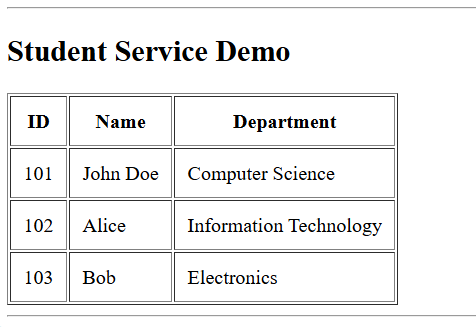 Student Service Demo
ID Name Department
101 John Doe Computer Science
102 Alice Information Technology
103 Bob Electronics